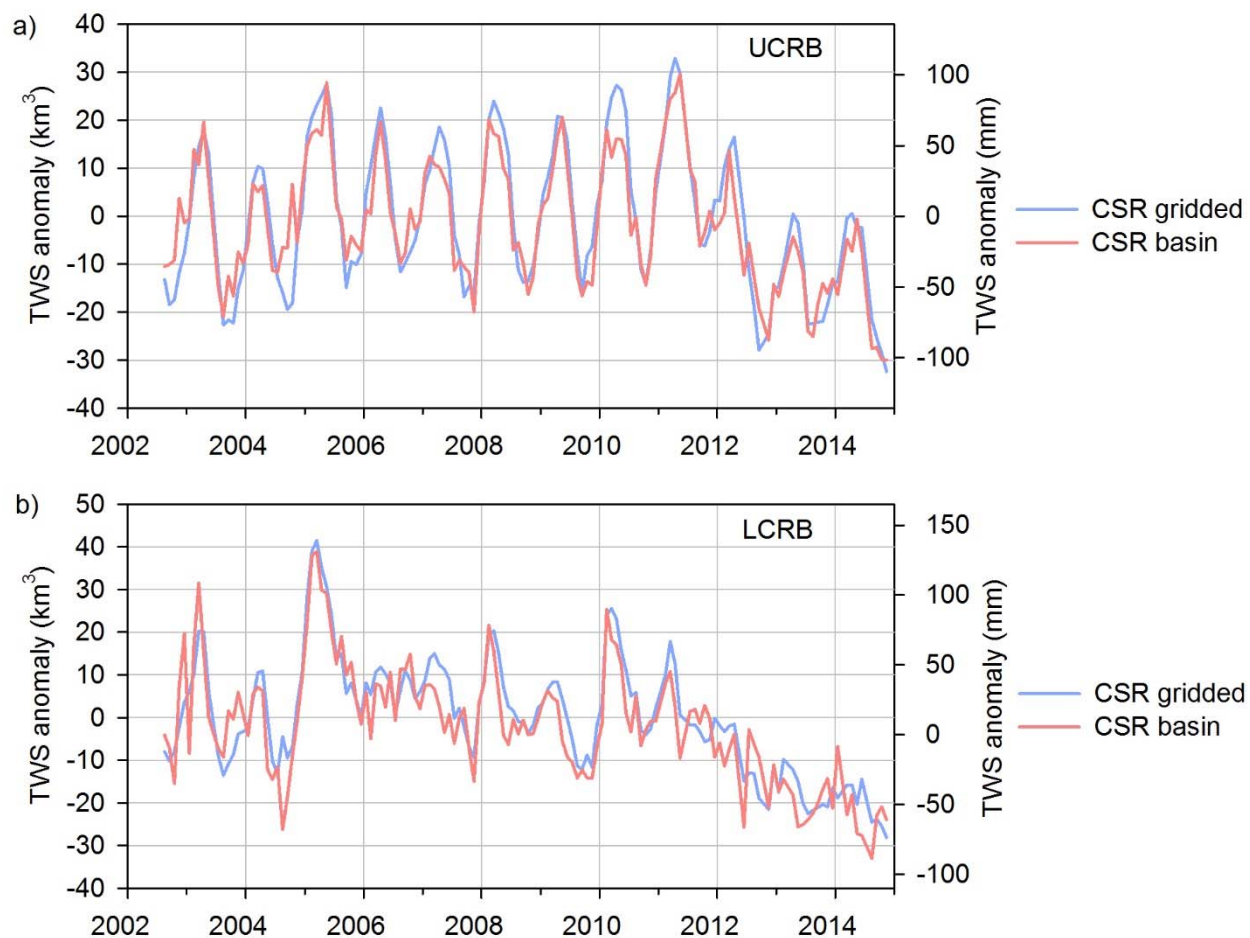 a)
UCRB
TWS anomaly (km³)
40
30
20
10
0
-10
-20
-30
-40
100
50
0
-50
-100
TWS anomaly (mm)
CSR gridded
CSR basin
2002 2004 2006 2008 2010 2012 2014
b)
LCRB
TWS anomaly (km³)
50
40
30
20
10
0
-10
-20
-30
-40
150
100
50
0
-50
-100
TWS anomaly (mm)
CSR gridded
CSR basin
2002 2004 2006 2008 2010 2012 2014